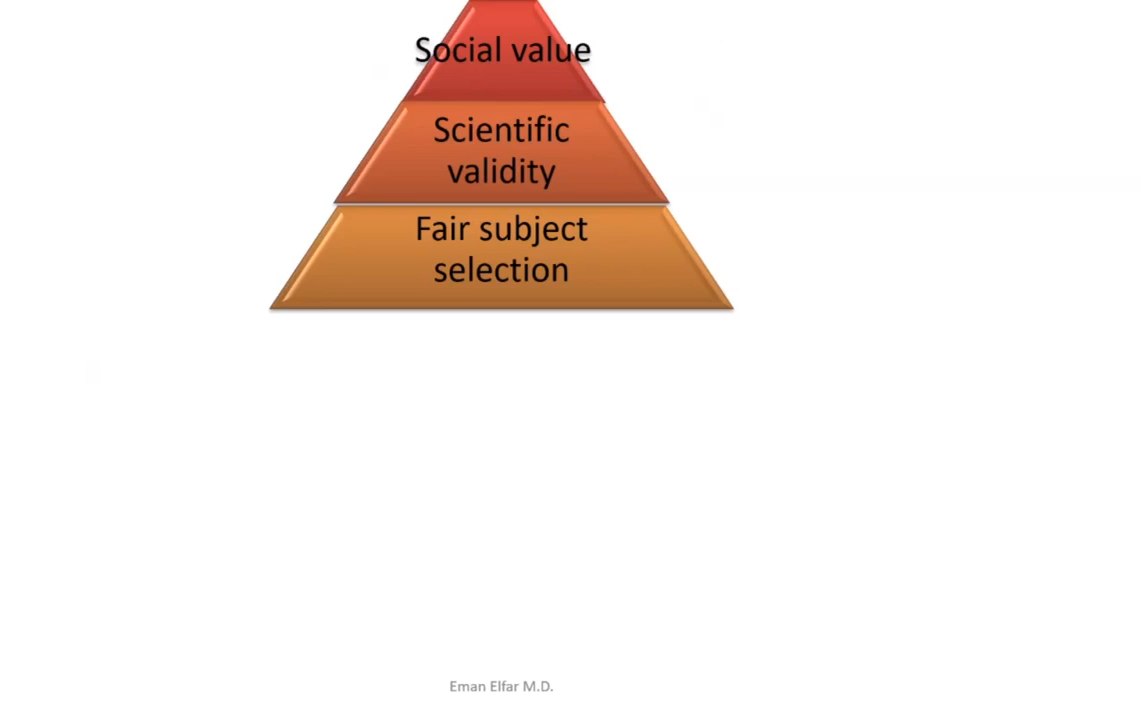 Social value
Scientific
validity
Fair subject
selection
Eman Elfar M.D.